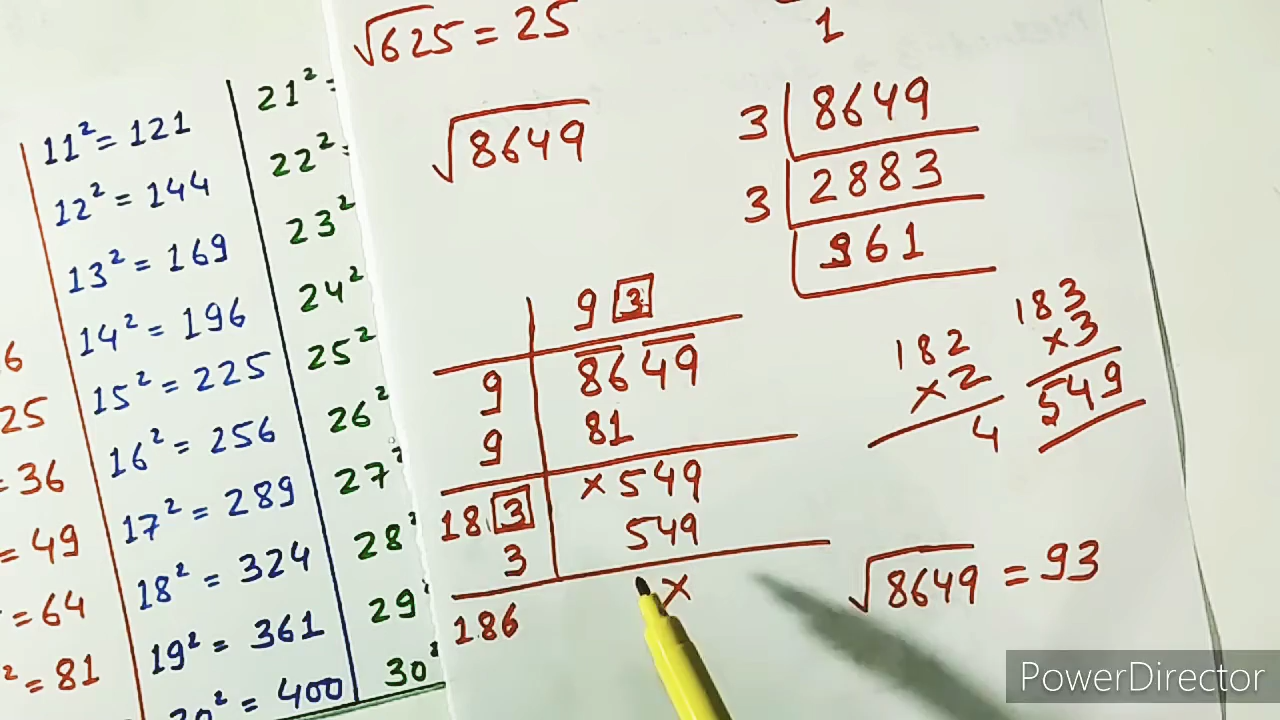 6
25
= 36
= 49
= 64
² = 81
11² = 121
12² = 144
13² = 169
14² = 196
15² = 225
16² = 256
17² = 289
18² = 324
19² = 361
20² = 400
21² =
22² =
23²
24²
25²
26²
27²
28²
29²
30²
√625 = 25
√8649
1
3 | 8649
3 | 2883
961
9 3
9 | 86 49
9 | 81
18 3 | × 549
3 | 549
186 ×
182
×2
4
183
×3
549
√8649 = 93
PowerDirector